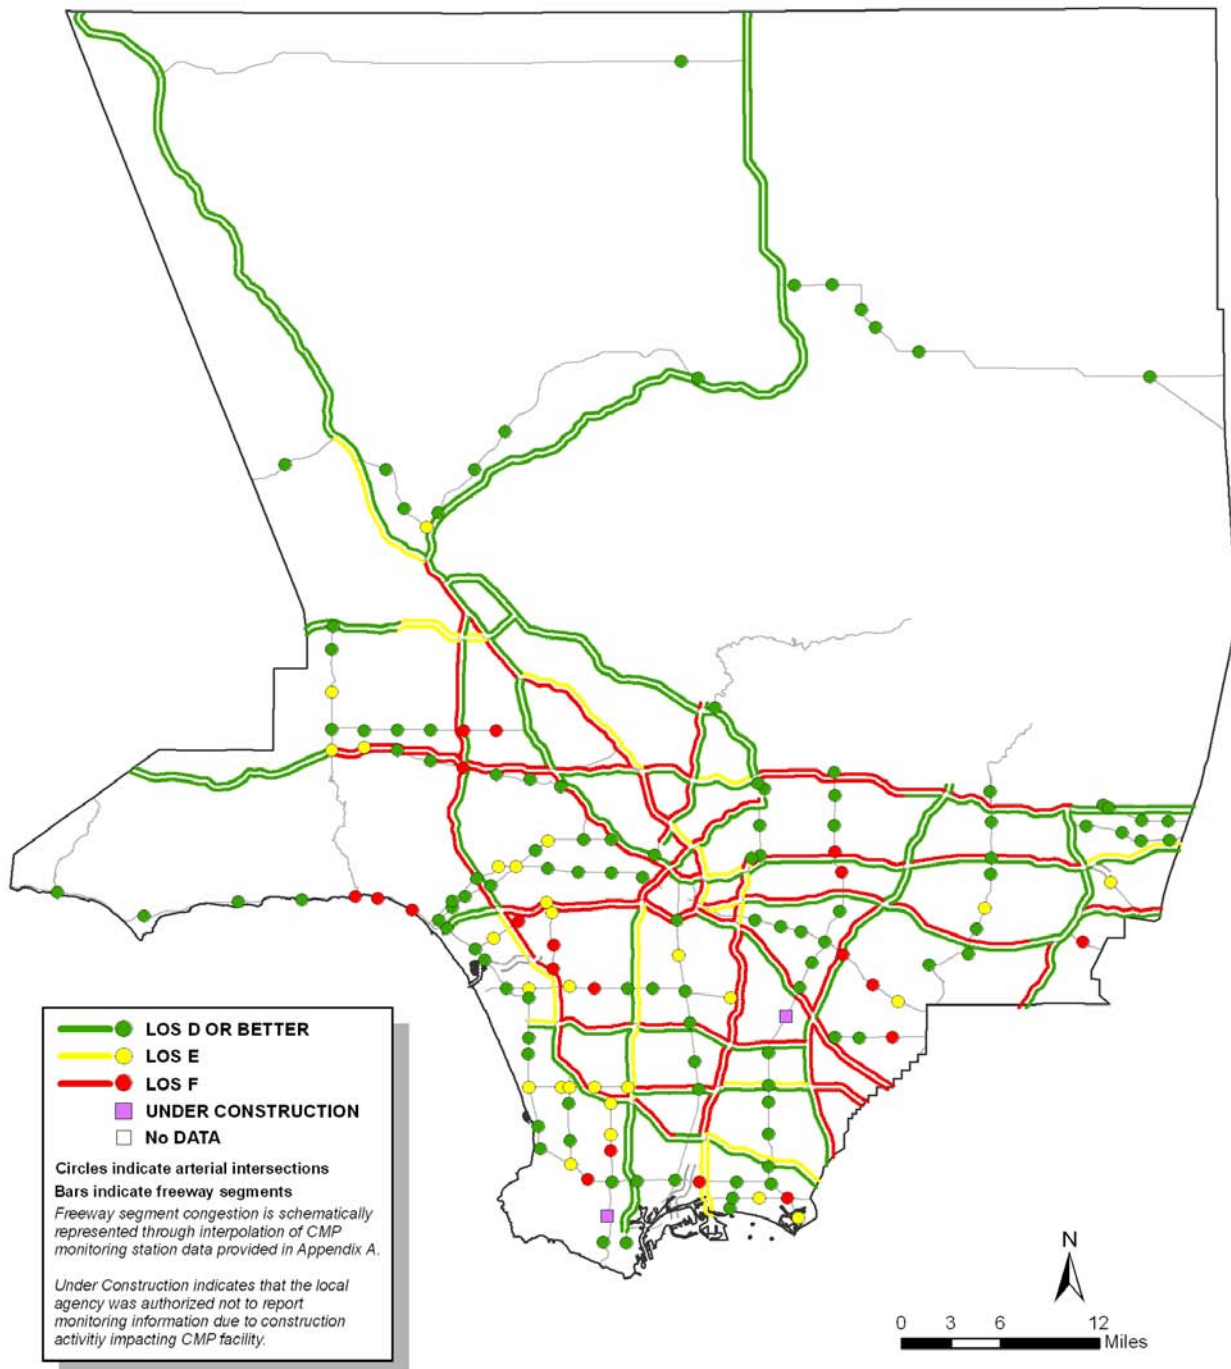 LOS D OR BETTER
LOS E
LOS F
UNDER CONSTRUCTION
No DATA
Circles indicate arterial intersections
Bars indicate freeway segments
Freeway segment congestion is schematically
represented through interpolation of CMP
monitoring station data provided in Appendix A.
Under Construction indicates that the local
agency was authorized not to report
monitoring information due to construction
activitiy impacting CMP facility.
N
0 3 6 12
Miles